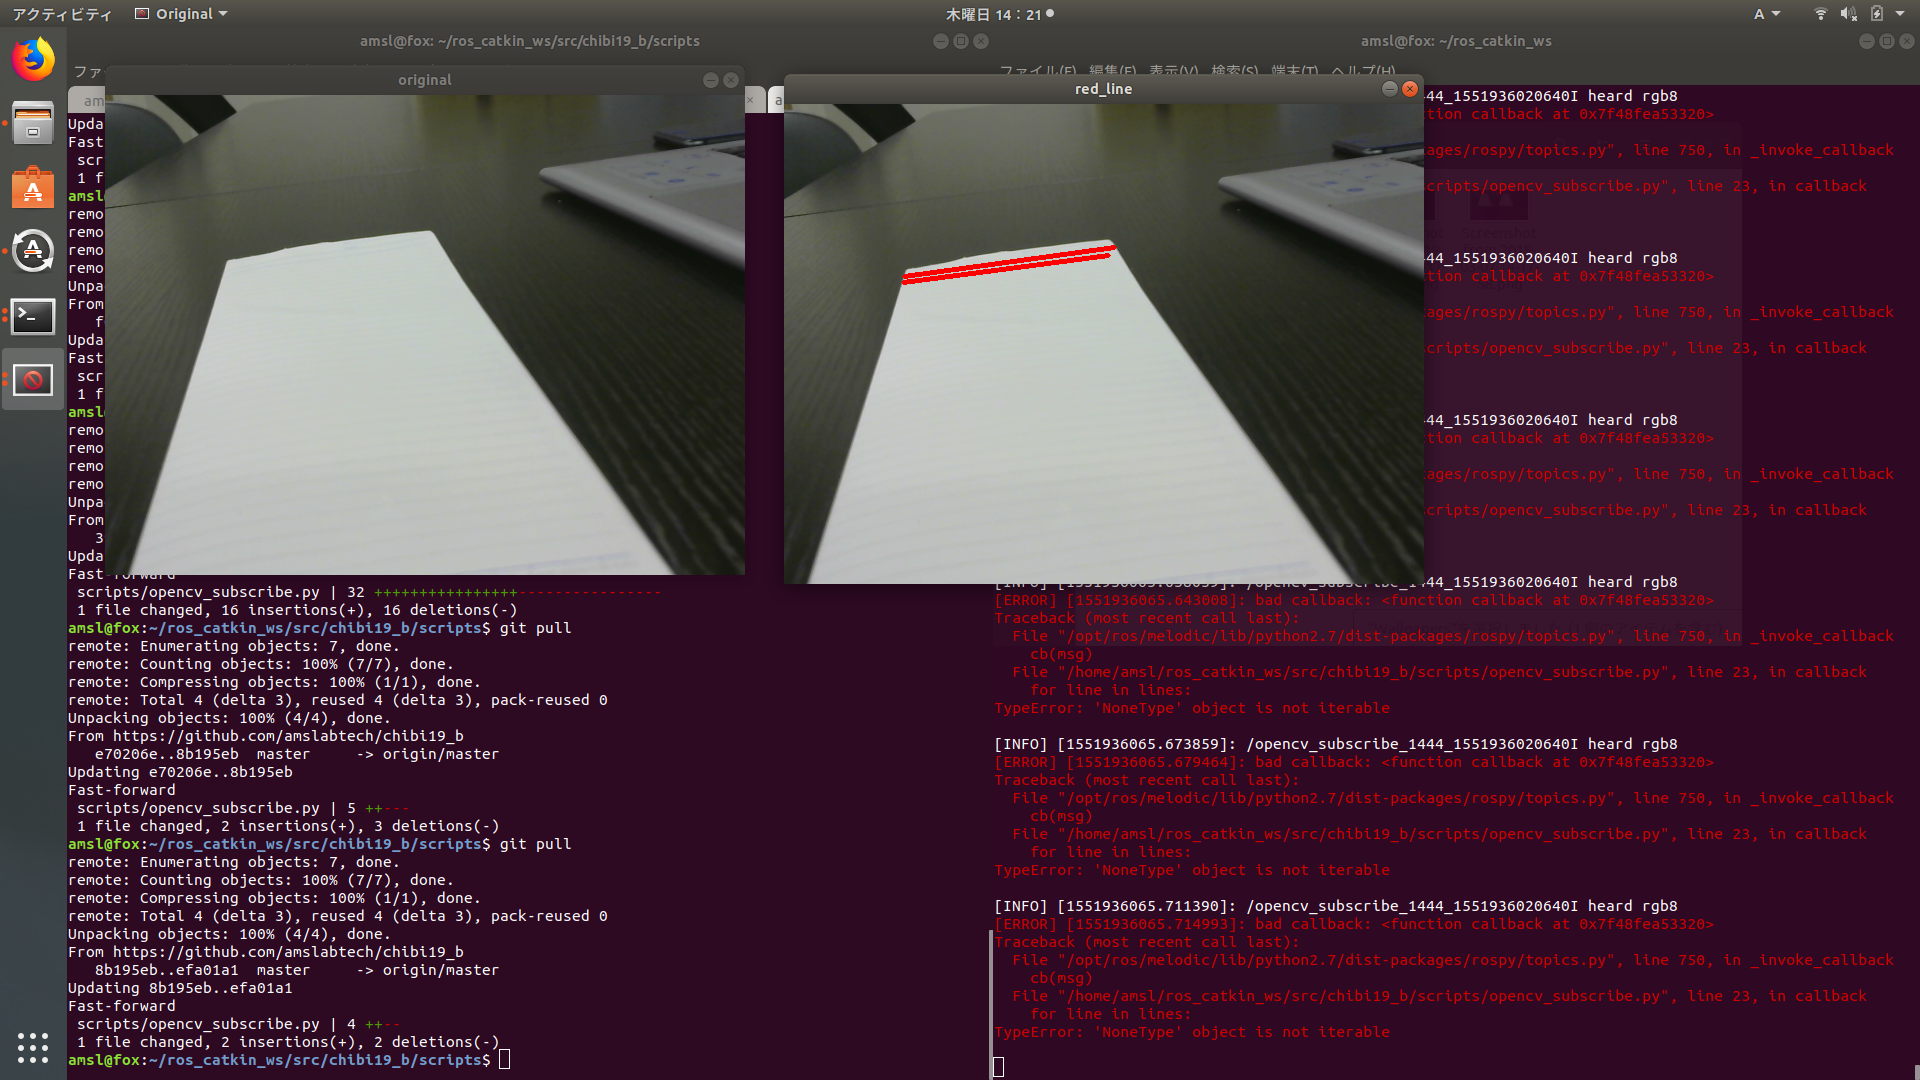 アクティビティ
Original
木曜日 14：21
A
amsl@fox: ~/ros_catkin_ws/src/chibi19_b/scripts
amsl@fox: ~/ros_catkin_ws
ファイル(F) 編集(E) 表示(V) 検索(S) 端末(T) ヘルプ(H)
original
red_line
Upda
Fast
scr
1 f
amsl
remo
remo
remo
remo
Unpa
From
f
Upda
Fast
scr
1 f
amsl
remo
remo
remo
remo
Unpa
From
3
Upda
Fast-forward
scripts/opencv_subscribe.py | 32 ++++++++++++++++----------------
1 file changed, 16 insertions(+), 16 deletions(-)
amsl@fox:~/ros_catkin_ws/src/chibi19_b/scripts$ git pull
remote: Enumerating objects: 7, done.
remote: Counting objects: 100% (7/7), done.
remote: Compressing objects: 100% (1/1), done.
remote: Total 4 (delta 3), reused 4 (delta 3), pack-reused 0
Unpacking objects: 100% (4/4), done.
From https://github.com/amslabtech/chibi19_b
e70206e..8b195eb  master     -> origin/master
Updating e70206e..8b195eb
Fast-forward
scripts/opencv_subscribe.py | 5 ++---
1 file changed, 2 insertions(+), 3 deletions(-)
amsl@fox:~/ros_catkin_ws/src/chibi19_b/scripts$ git pull
remote: Enumerating objects: 7, done.
remote: Counting objects: 100% (7/7), done.
remote: Compressing objects: 100% (1/1), done.
remote: Total 4 (delta 3), reused 4 (delta 3), pack-reused 0
Unpacking objects: 100% (4/4), done.
From https://github.com/amslabtech/chibi19_b
8b195eb..efa01a1  master     -> origin/master
Updating 8b195eb..efa01a1
Fast-forward
scripts/opencv_subscribe.py | 4 ++--
1 file changed, 2 insertions(+), 2 deletions(-)
amsl@fox:~/ros_catkin_ws/src/chibi19_b/scripts$
44_1551936020640I heard rgb8
tion callback at 0x7f48fea53320>
ages/rospy/topics.py", line 750, in _invoke_callback
scripts/opencv_subscribe.py", line 23, in callback
44_1551936020640I heard rgb8
tion callback at 0x7f48fea53320>
ages/rospy/topics.py", line 750, in _invoke_callback
scripts/opencv_subscribe.py", line 23, in callback
44_1551936020640I heard rgb8
tion callback at 0x7f48fea53320>
ages/rospy/topics.py", line 750, in _invoke_callback
scripts/opencv_subscribe.py", line 23, in callback
[INFO] /opencv_subscribe_1444_1551936020640I heard rgb8
[ERROR] [1551936065.643008]: bad callback: <function callback at 0x7f48fea53320>
Traceback (most recent call last):
File "/opt/ros/melodic/lib/python2.7/dist-packages/rospy/topics.py", line 750, in _invoke_callback
cb(msg)
File "/home/amsl/ros_catkin_ws/src/chibi19_b/scripts/opencv_subscribe.py", line 23, in callback
for line in lines:
TypeError: 'NoneType' object is not iterable
[INFO] [1551936065.673859]: /opencv_subscribe_1444_1551936020640I heard rgb8
[ERROR] [1551936065.679464]: bad callback: <function callback at 0x7f48fea53320>
Traceback (most recent call last):
File "/opt/ros/melodic/lib/python2.7/dist-packages/rospy/topics.py", line 750, in _invoke_callback
cb(msg)
File "/home/amsl/ros_catkin_ws/src/chibi19_b/scripts/opencv_subscribe.py", line 23, in callback
for line in lines:
TypeError: 'NoneType' object is not iterable
[INFO] [1551936065.711390]: /opencv_subscribe_1444_1551936020640I heard rgb8
[ERROR] [1551936065.714993]: bad callback: <function callback at 0x7f48fea53320>
Traceback (most recent call last):
File "/opt/ros/melodic/lib/python2.7/dist-packages/rospy/topics.py", line 750, in _invoke_callback
cb(msg)
File "/home/amsl/ros_catkin_ws/src/chibi19_b/scripts/opencv_subscribe.py", line 23, in callback
for line in lines:
TypeError: 'NoneType' object is not iterable